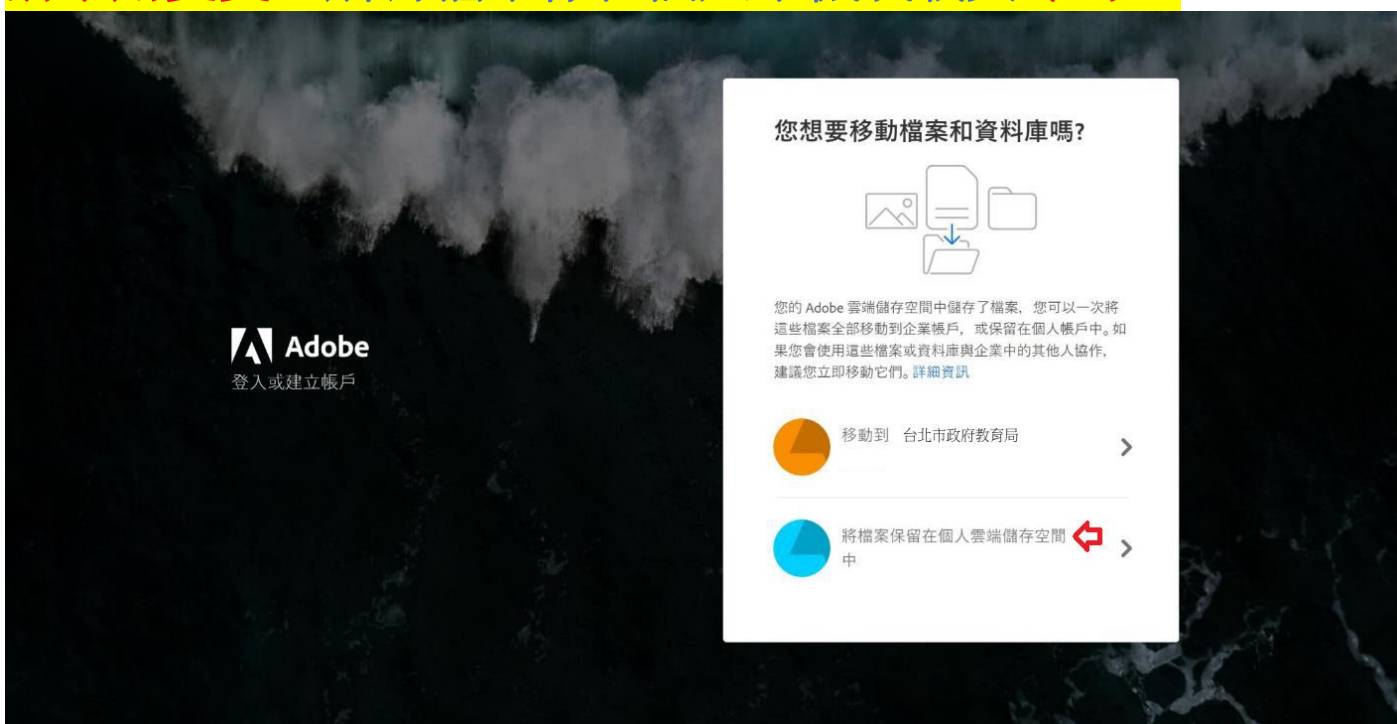 您想要移動檔案和資料庫嗎?
您的 Adobe 雲端儲存空間中儲存了檔案，您可以一次將
這些檔案全部移動到企業帳戶，或保留在個人帳戶中。如
果您會使用這些檔案或資料庫與企業中的其他人協作，
建議您立即移動它們。詳細資訊
Adobe
登入或建立帳戶
移動到 台北市政府教育局
將檔案保留在個人雲端儲存空間
中